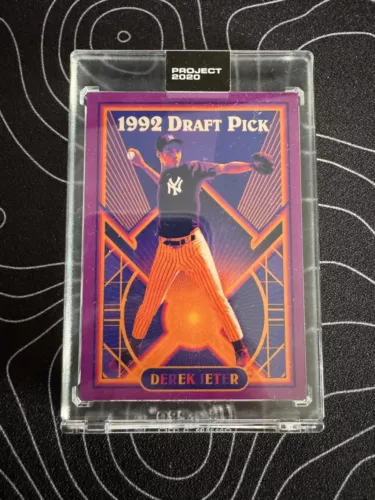 PROJECT
2020
1992 DRAFT PICK
NY
DEREK JETER